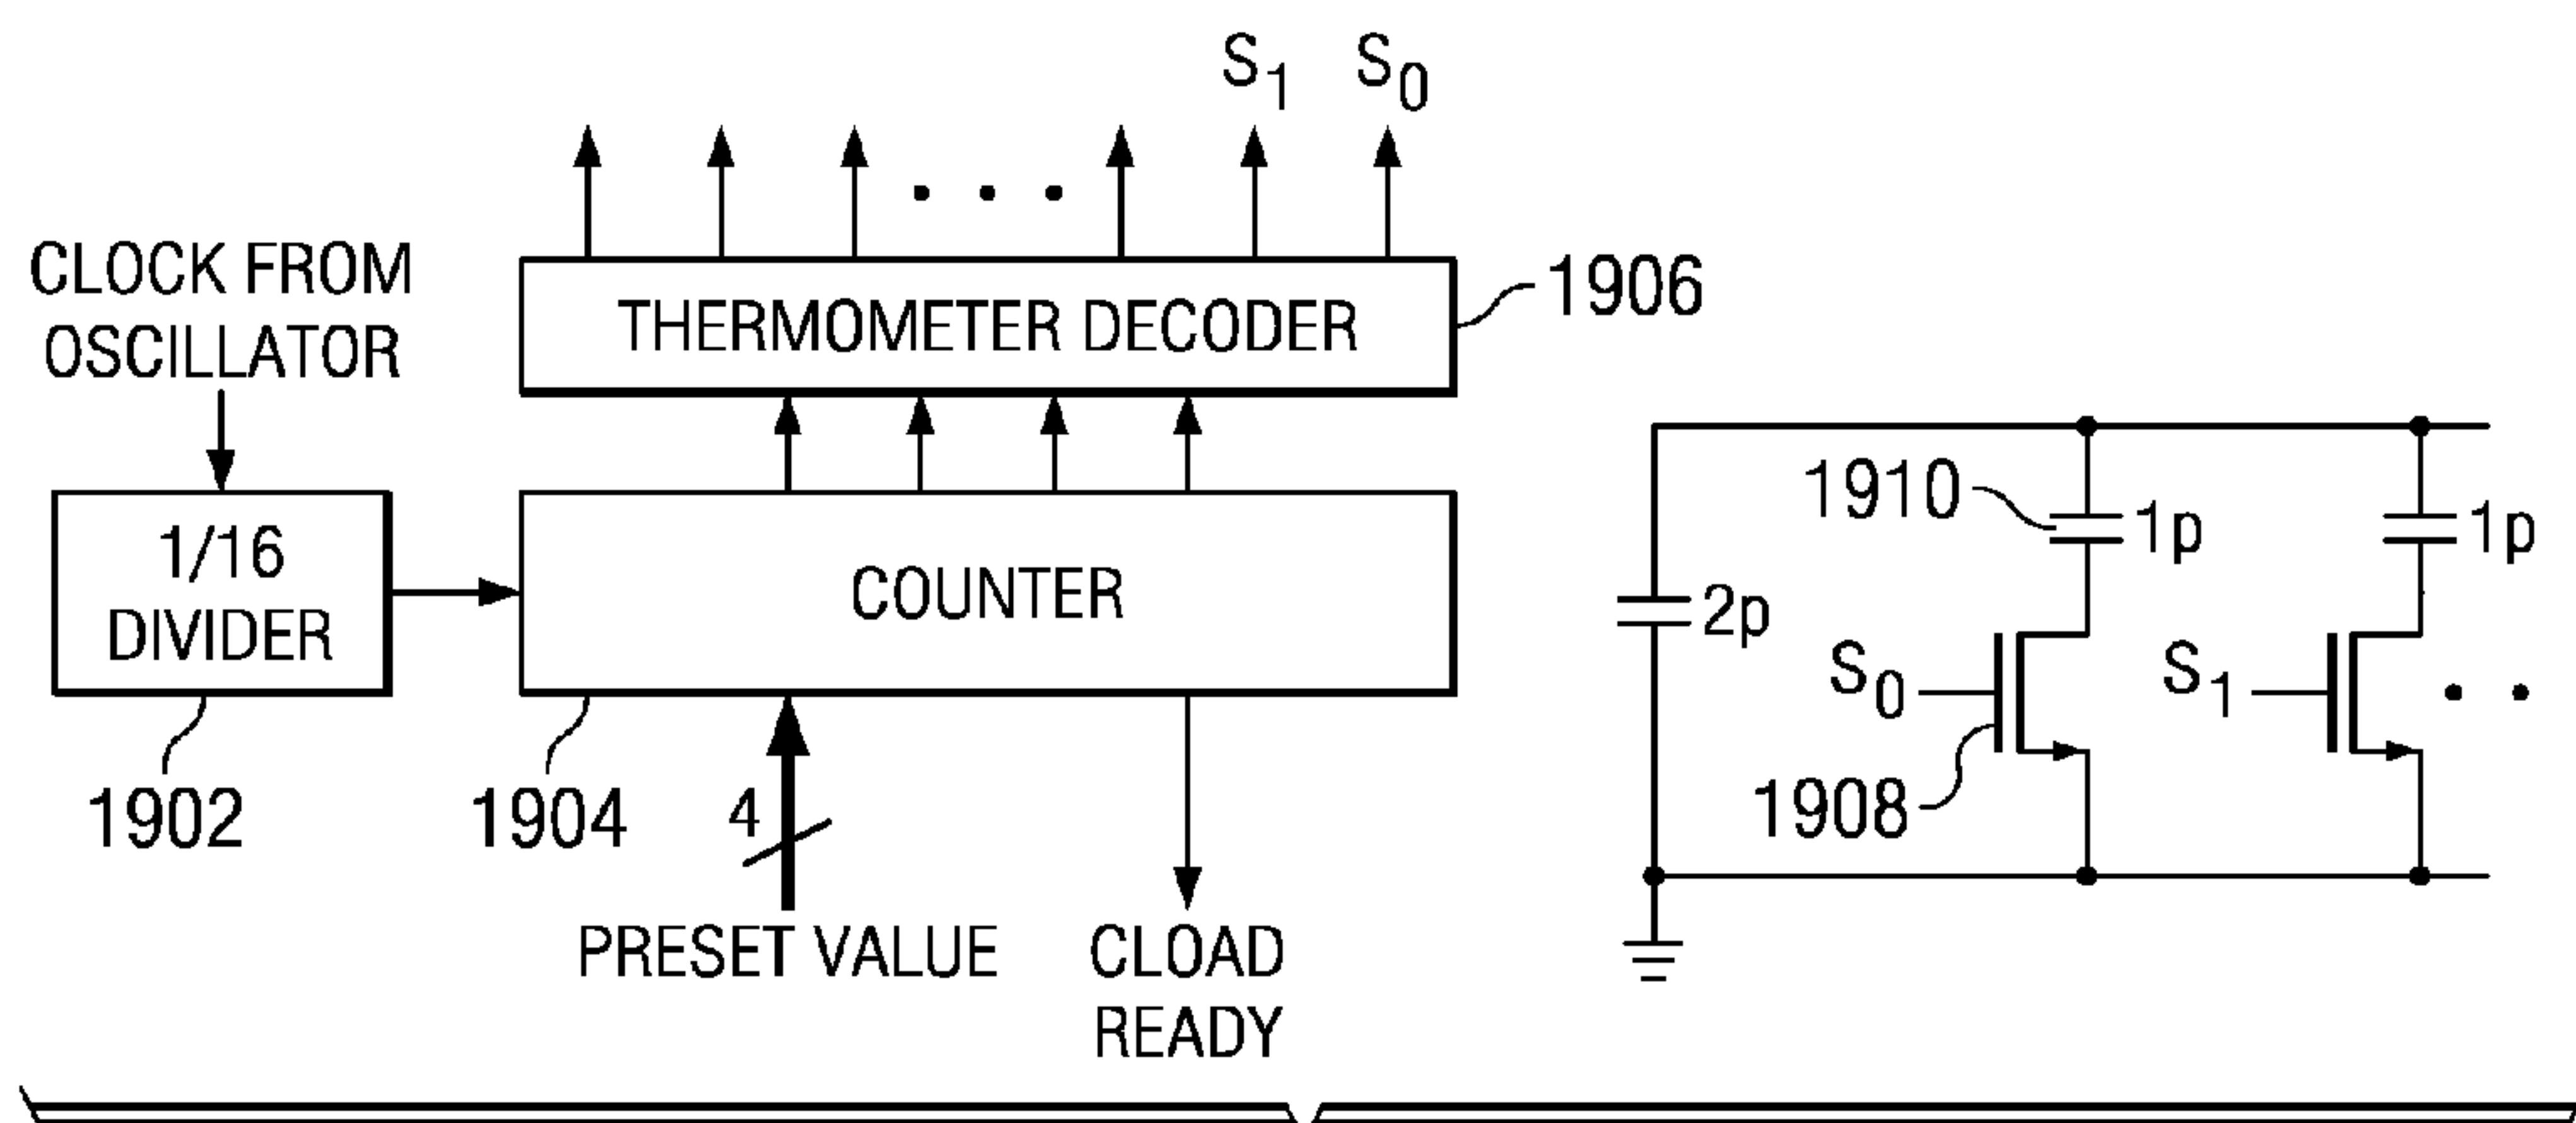 S1 S0
CLOCK FROM
OSCILLATOR
THERMOMETER DECODER
1906
1/16
DIVIDER
COUNTER
1902
1904
4
PRESET VALUE
CLOAD
READY
1910
1p
1p
2p
S0
S1
1908